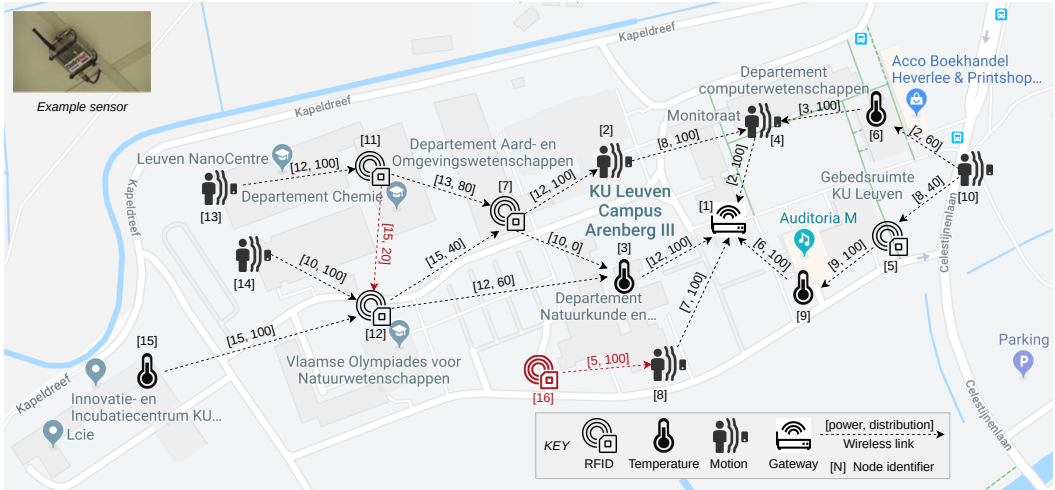 Example sensor
Kapeldreef
Kapeldreef
Kapeldreef
Kapeldreef
Departement
computerwetenschappen
Acco Boekhandel
Heverlee & Printshop...
Monitoraat
[4]
[3, 100]
[6]
[2, 60]
[10]
[8, 100]
[2, 100]
[11]
[2]
Departement Aard- en
Omgevingswetenschappen
Leuven NanoCentre
[12, 100]
[13, 80]
[7]
[12, 100]
Departement Chemie
[13]
KU Leuven
Campus
Arenberg III
[1]
Gebedsruimte
KU Leuven
[8, 40]
Auditoria M
[15, 20]
[15, 40]
[10, 0]
[3]
[12, 100]
[6, 100]
[9, 100]
[5]
[14]
[10, 100]
[12, 60]
[9]
Celestijnenlaan
Celestijnenlaan
Departement
Natuurkunde en...
[7, 100]
[12]
[15]
[15, 100]
Vlaamse Olympiades voor
Natuurwetenschappen
[5, 100]
[16]
[8]
Parking
Innovatie- en
Incubatiecentrum KU...
Lcie
KEY
RFID
Temperature
Motion
Gateway
[power, distribution]
Wireless link
[N] Node identifier